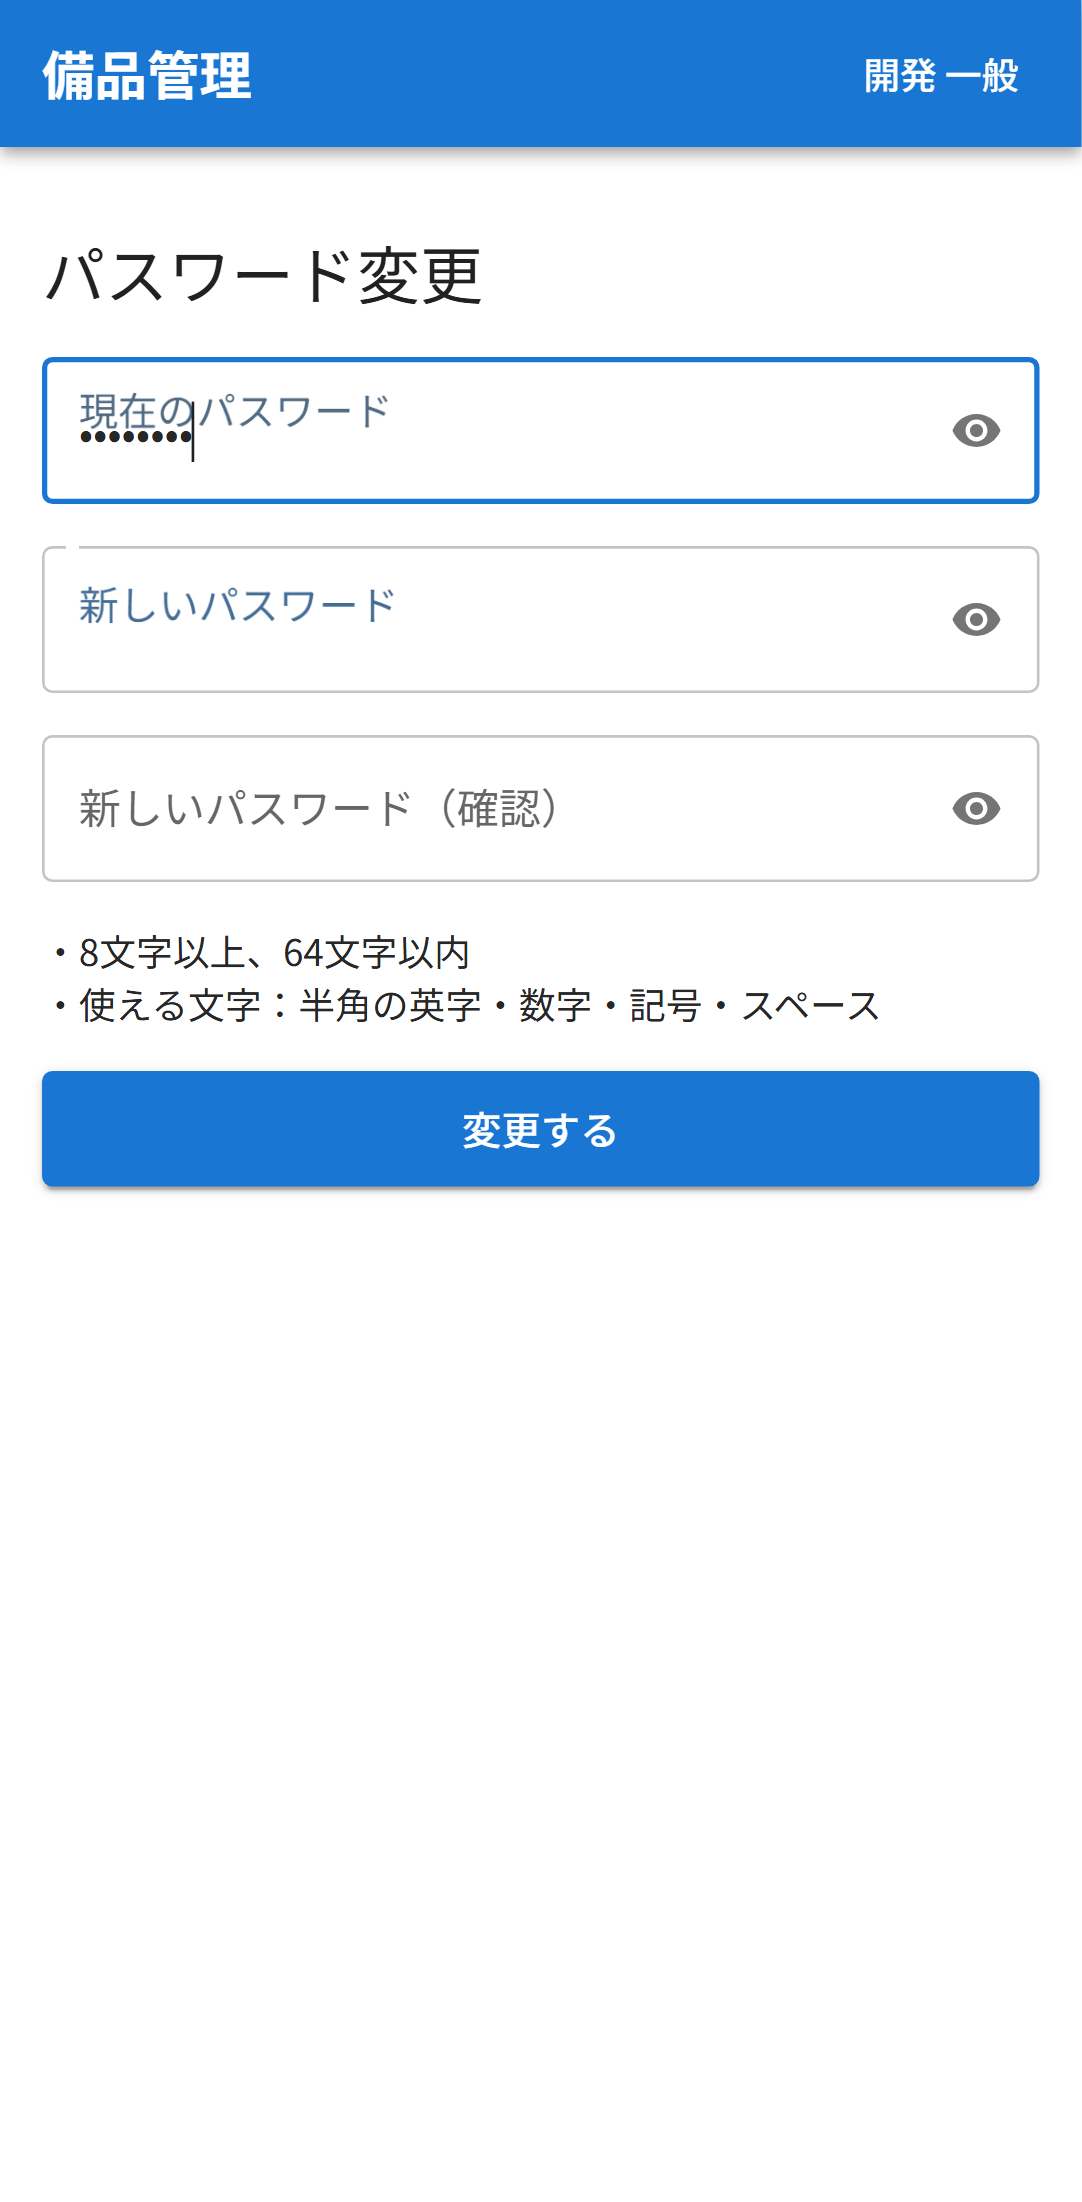 備品管理
開発 一般
パスワード変更
現在のパスワード
••••••••
新しいパスワード
新しいパスワード（確認）
・8文字以上、64文字以内
・使える文字：半角の英字・数字・記号・スペース
変更する